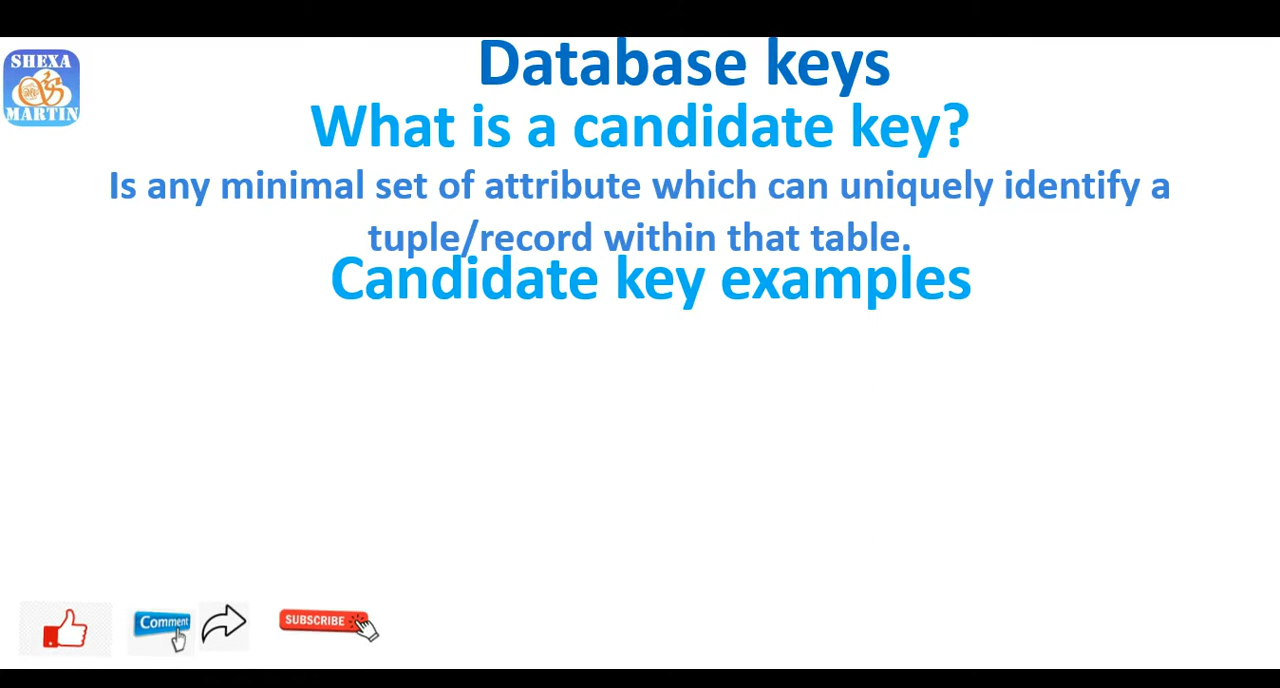 SHEXA
MARTIN
Database keys
What is a candidate key?
Is any minimal set of attribute which can uniquely identify a
tuple/record within that table.
Candidate key examples
Comment
SUBSCRIBE